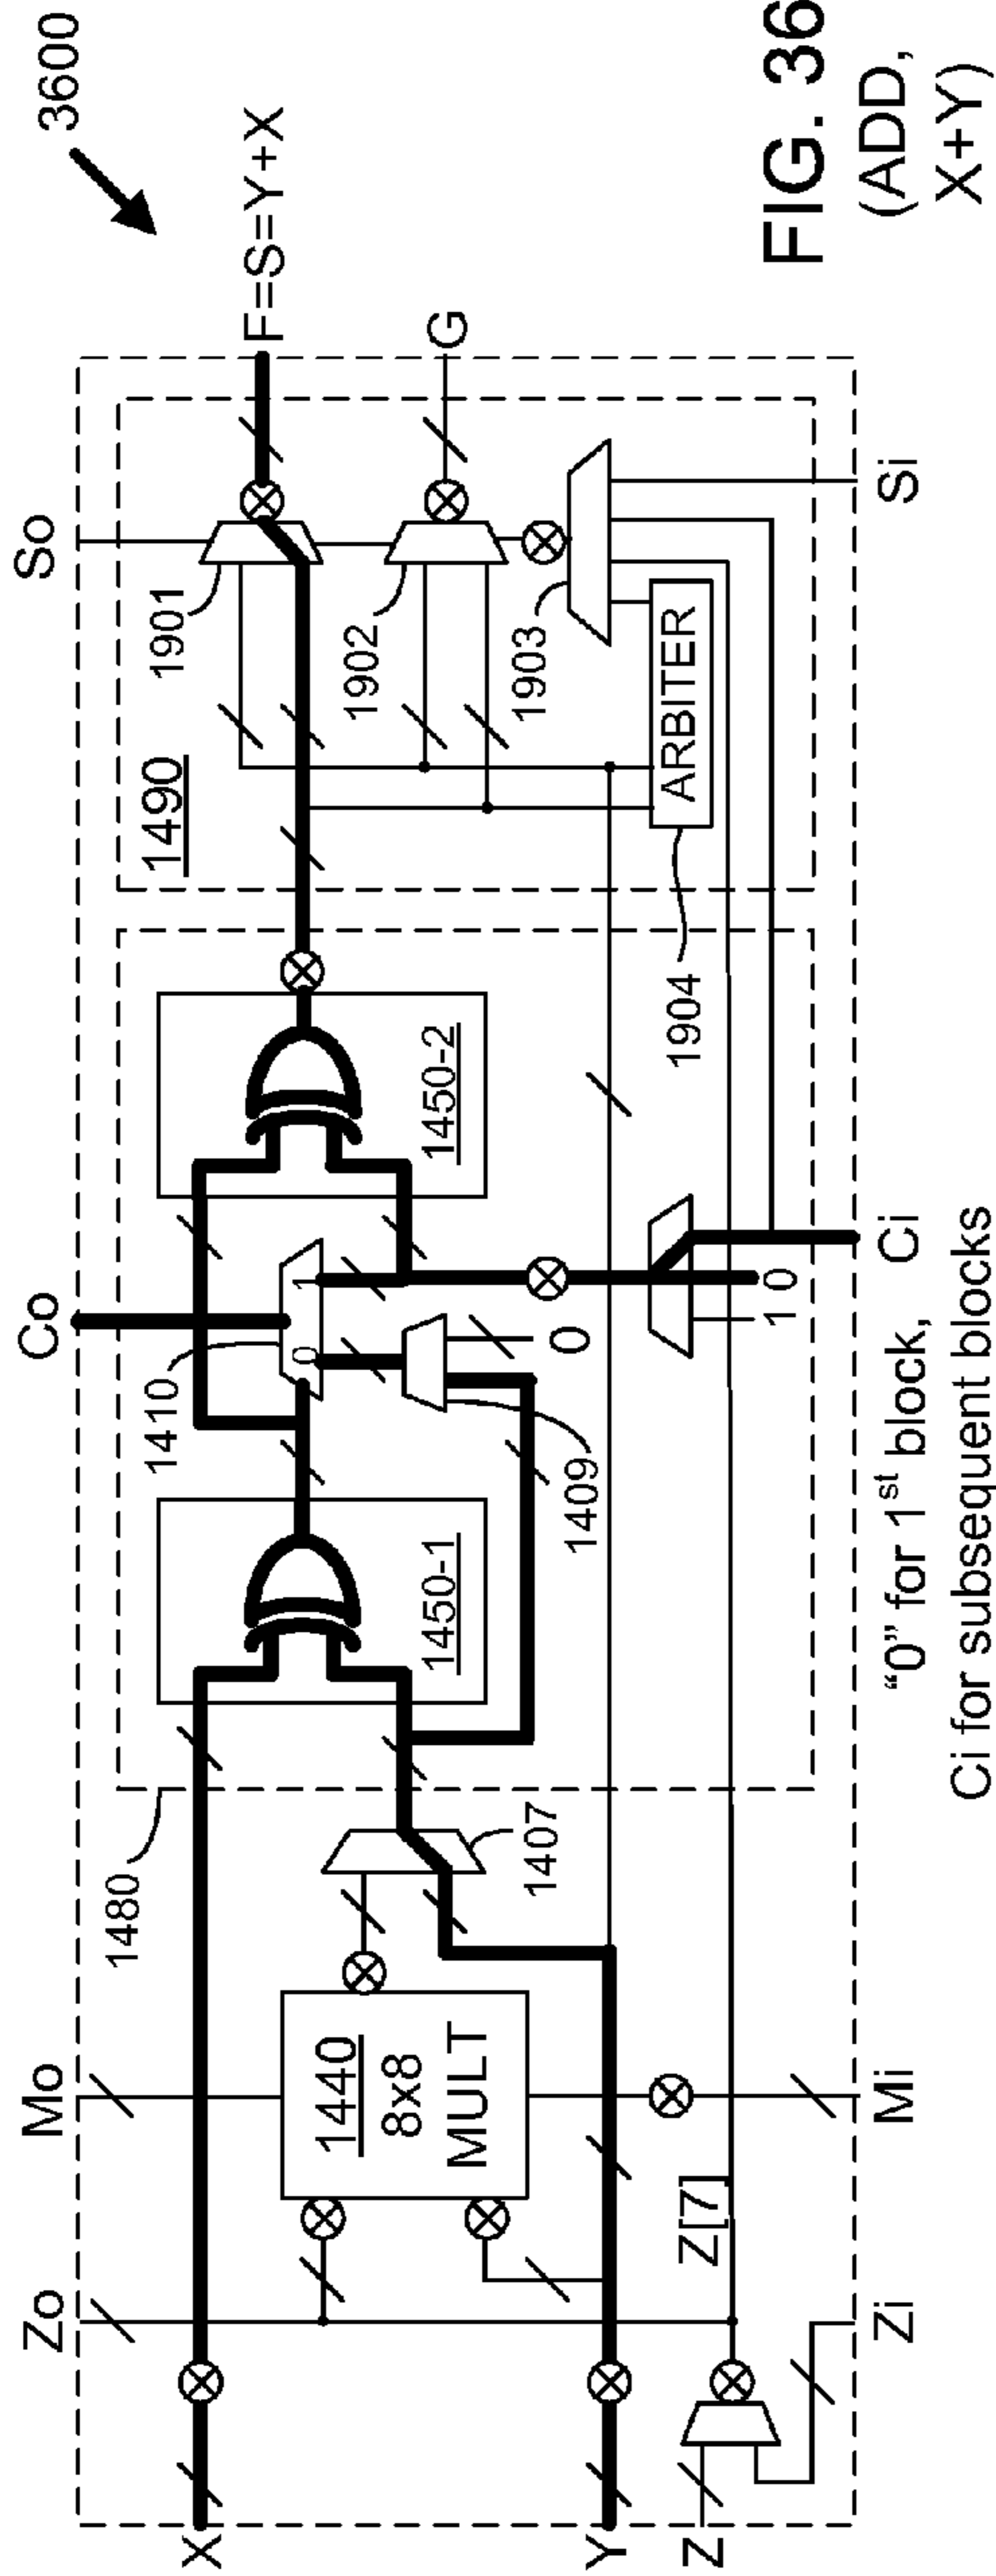 3600
Zo
Mo
Co
So
X
Y
Z
1480
1440
8x8
MULT
Z[7]
1407
1450-1
1410
0
1
1409
0
1450-2
1 0
1490
1901
1902
1903
1904
ARBITER
F=S=Y+X
G
Zi
Mi
Ci
Si
"0" for 1st block,
Ci for subsequent blocks
FIG. 36
(ADD,
X+Y)